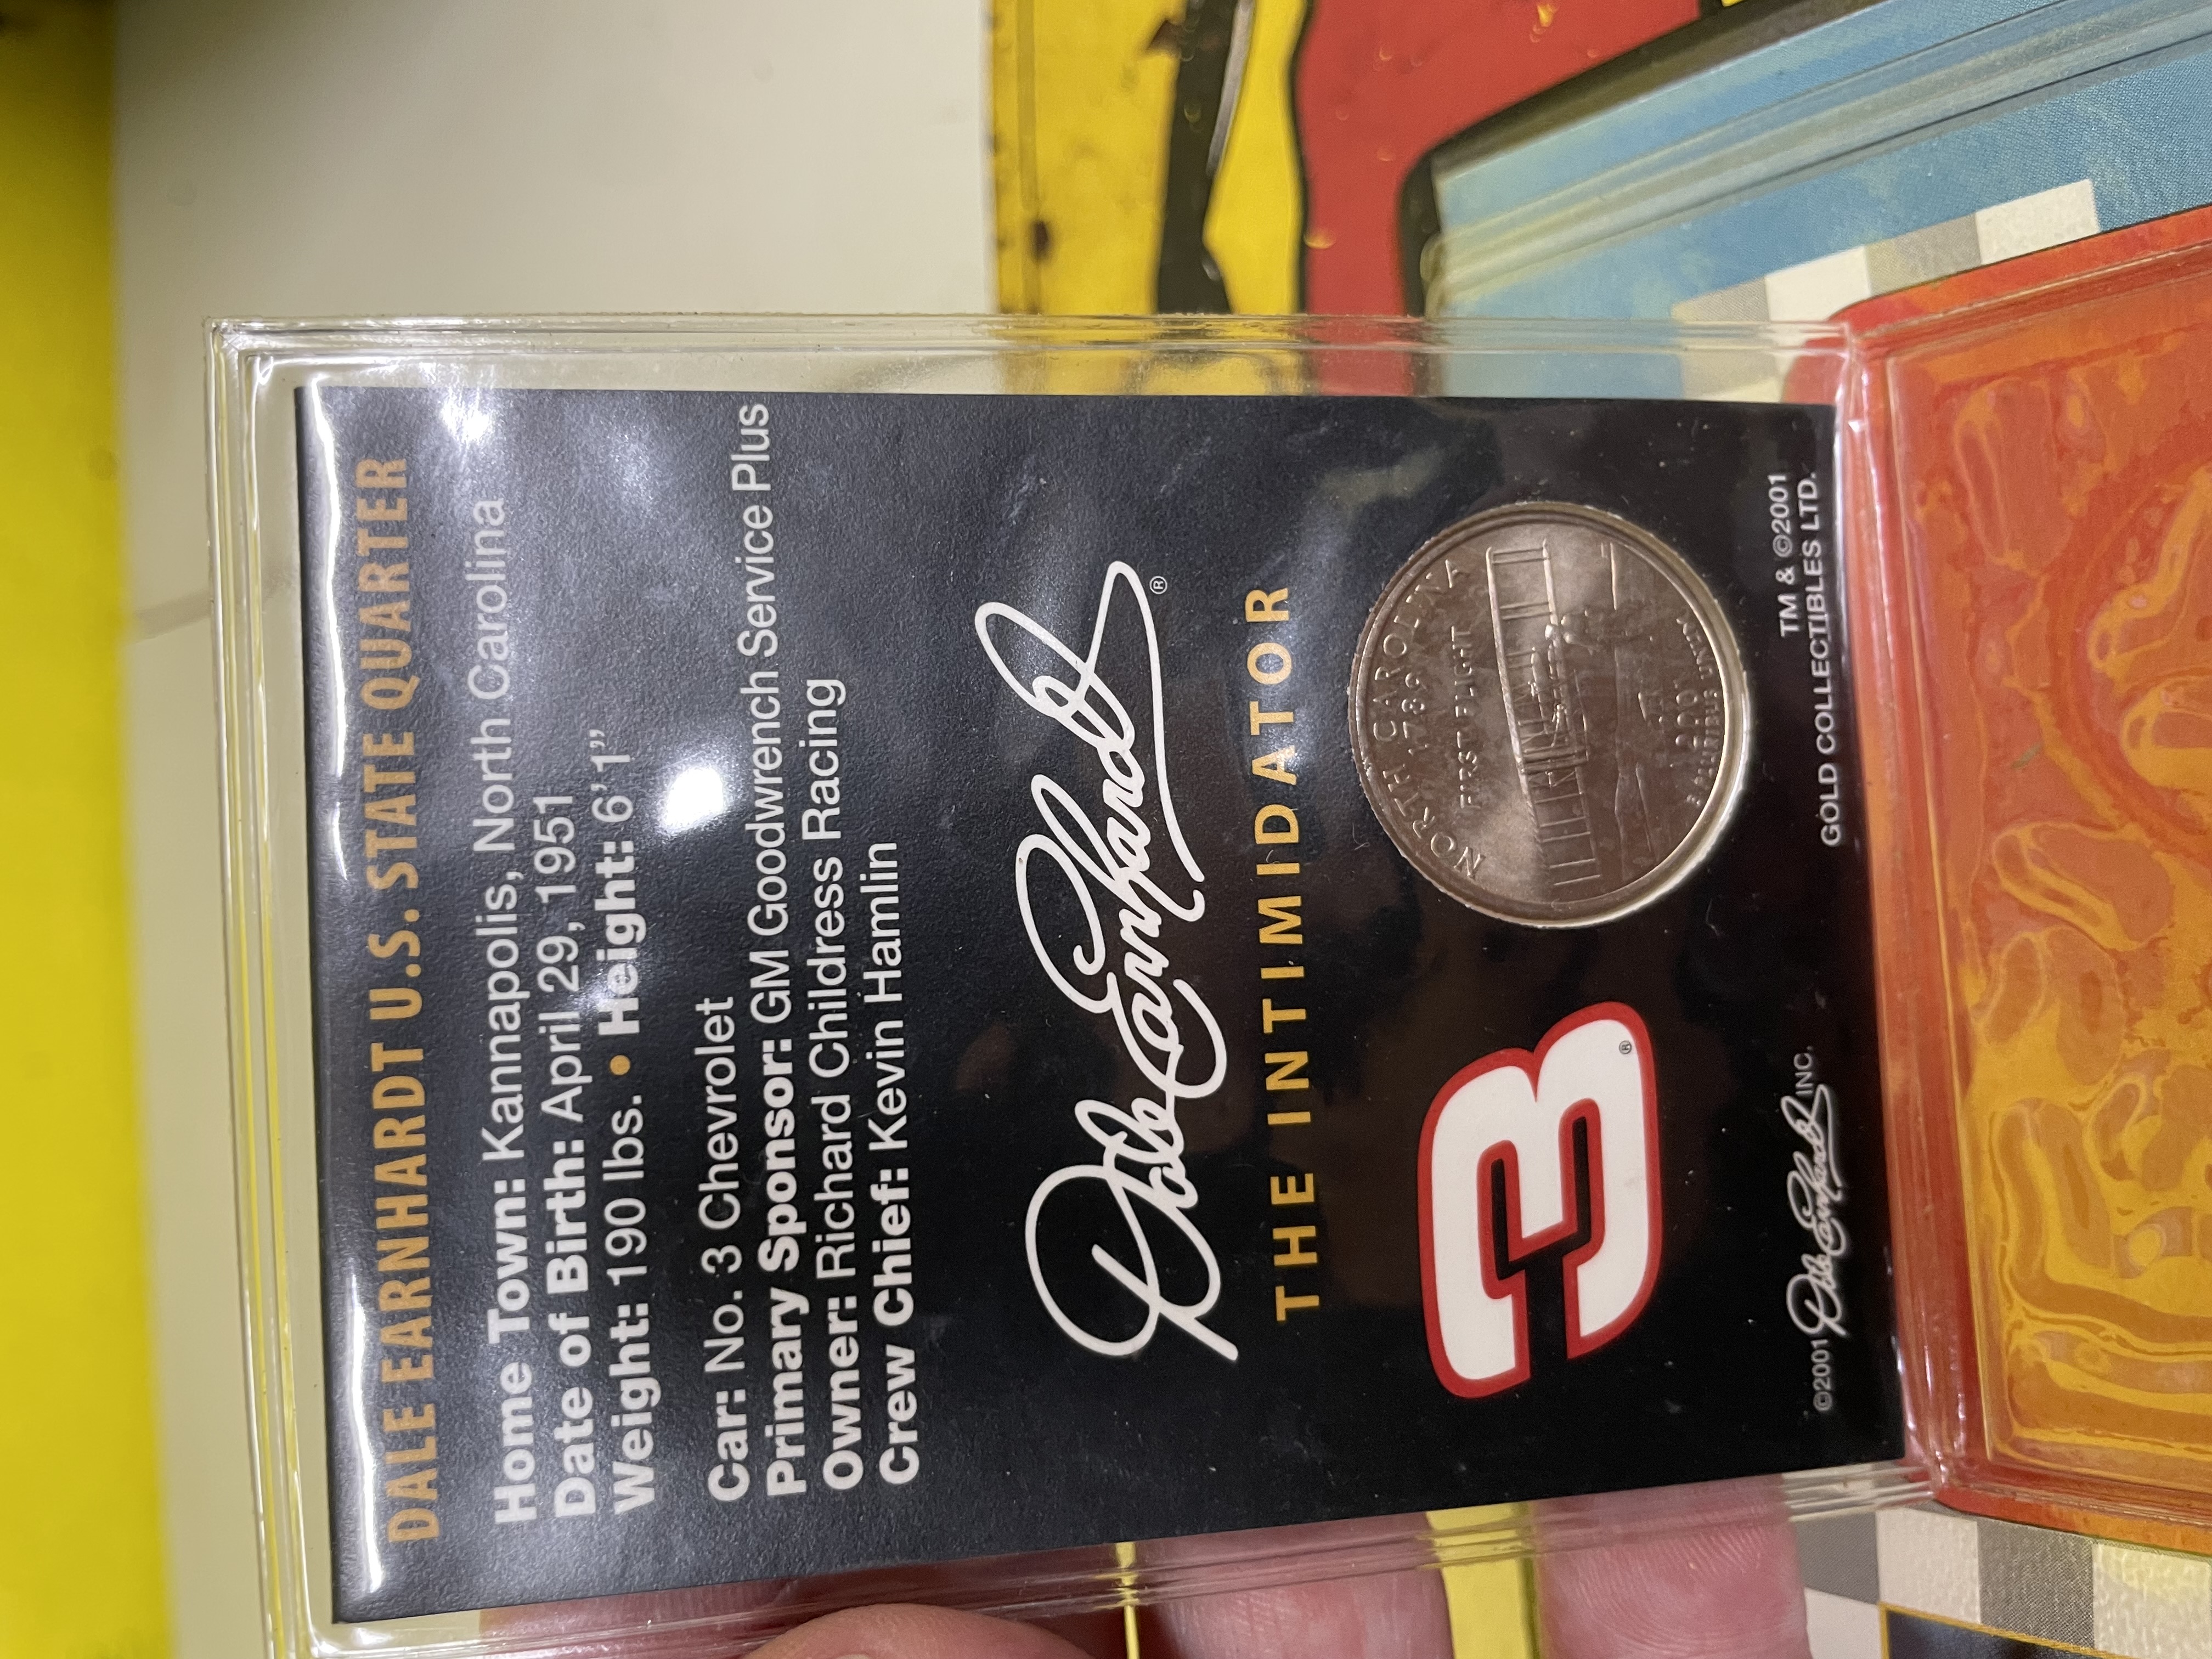 DALE EARNHARDT U.S. STATE QUARTER
Home Town: Kannapolis, North Carolina
Date of Birth: April 29, 1951
Weight: 190 lbs. • Height: 6’1”
Car: No. 3 Chevrolet
Primary Sponsor: GM Goodwrench Service Plus
Owner: Richard Childress Racing
Crew Chief: Kevin Hamlin
Dale Earnhardt®
THE INTIMIDATOR
3®
NORTH CAROLINA
1789
FIRST FLIGHT
2001
E PLURIBUS UNUM
©2001 Dale Earnhardt INC.
TM & ©2001
GOLD COLLECTIBLES LTD.